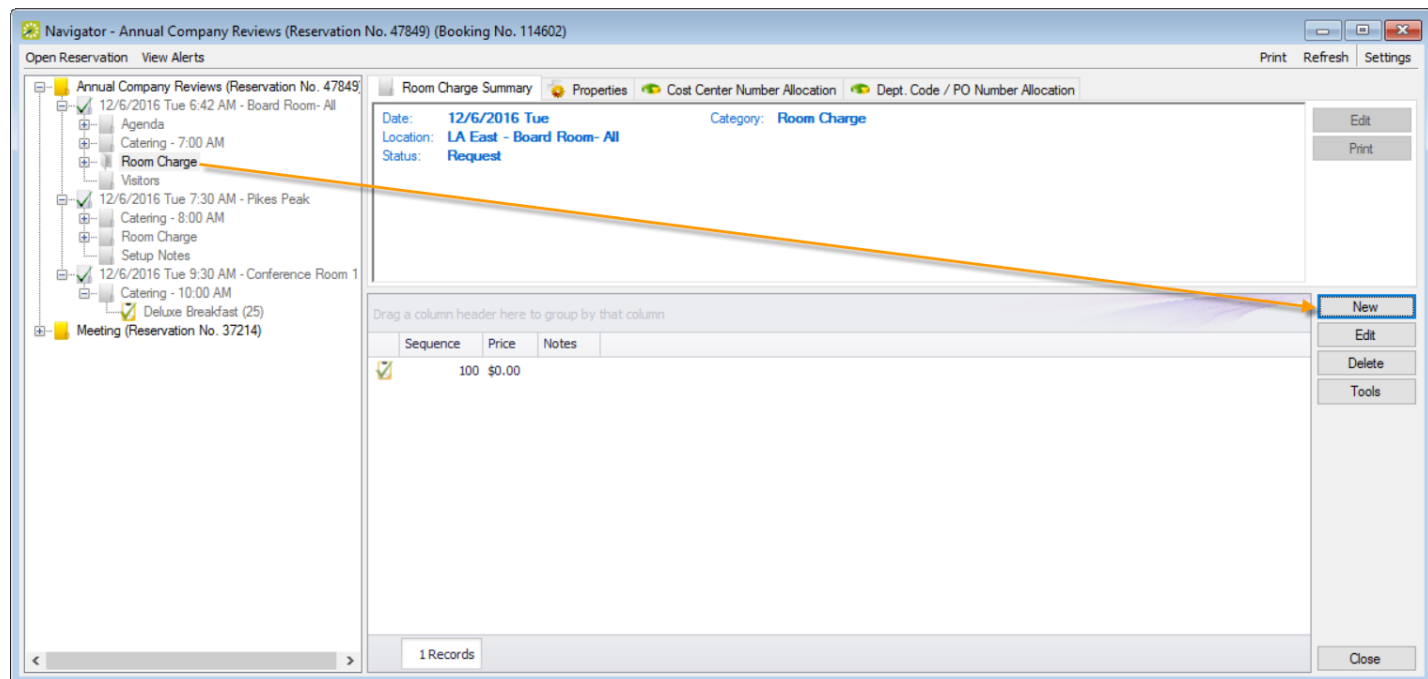 Navigator - Annual Company Reviews (Reservation No. 47849) (Booking No. 114602)
Open Reservation View Alerts Print Refresh Settings
Annual Company Reviews (Reservation No. 47849)
12/6/2016 Tue 6:42 AM - Board Room- All
Agenda
Catering - 7:00 AM
Room Charge
Visitors
12/6/2016 Tue 7:30 AM - Pikes Peak
Catering - 8:00 AM
Room Charge
Setup Notes
12/6/2016 Tue 9:30 AM - Conference Room 1
Catering - 10:00 AM
Deluxe Breakfast (25)
Meeting (Reservation No. 37214)
Room Charge Summary Properties Cost Center Number Allocation Dept. Code / PO Number Allocation
Date: 12/6/2016 Tue Category: Room Charge
Location: LA East - Board Room- All
Status: Request
Edit
Print
Drag a column header here to group by that column
Sequence Price Notes
100 $0.00
1 Records
New
Edit
Delete
Tools
Close